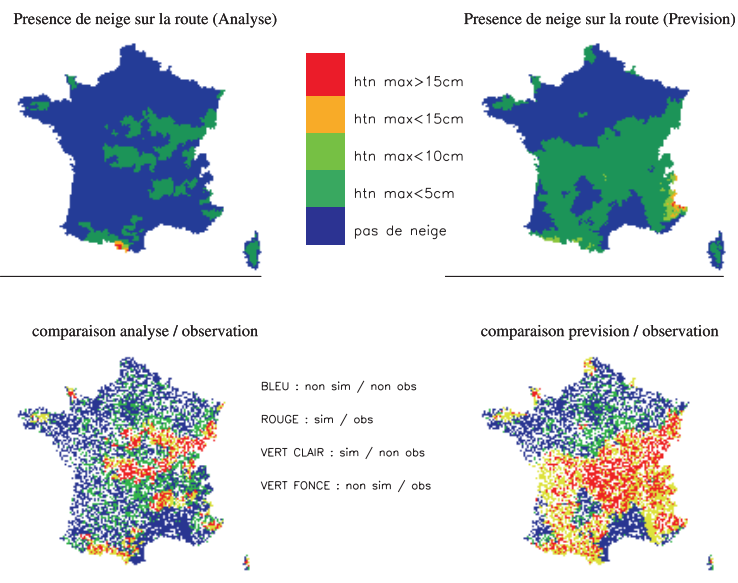 Presence de neige sur la route (Analyse)
Presence de neige sur la route (Prevision)
htn max>15cm
htn max<15cm
htn max<10cm
htn max<5cm
pas de neige
comparaison analyse / observation
comparaison prevision / observation
BLEU : non sim / non obs
ROUGE : sim / obs
VERT CLAIR : sim / non obs
VERT FONCE : non sim / obs